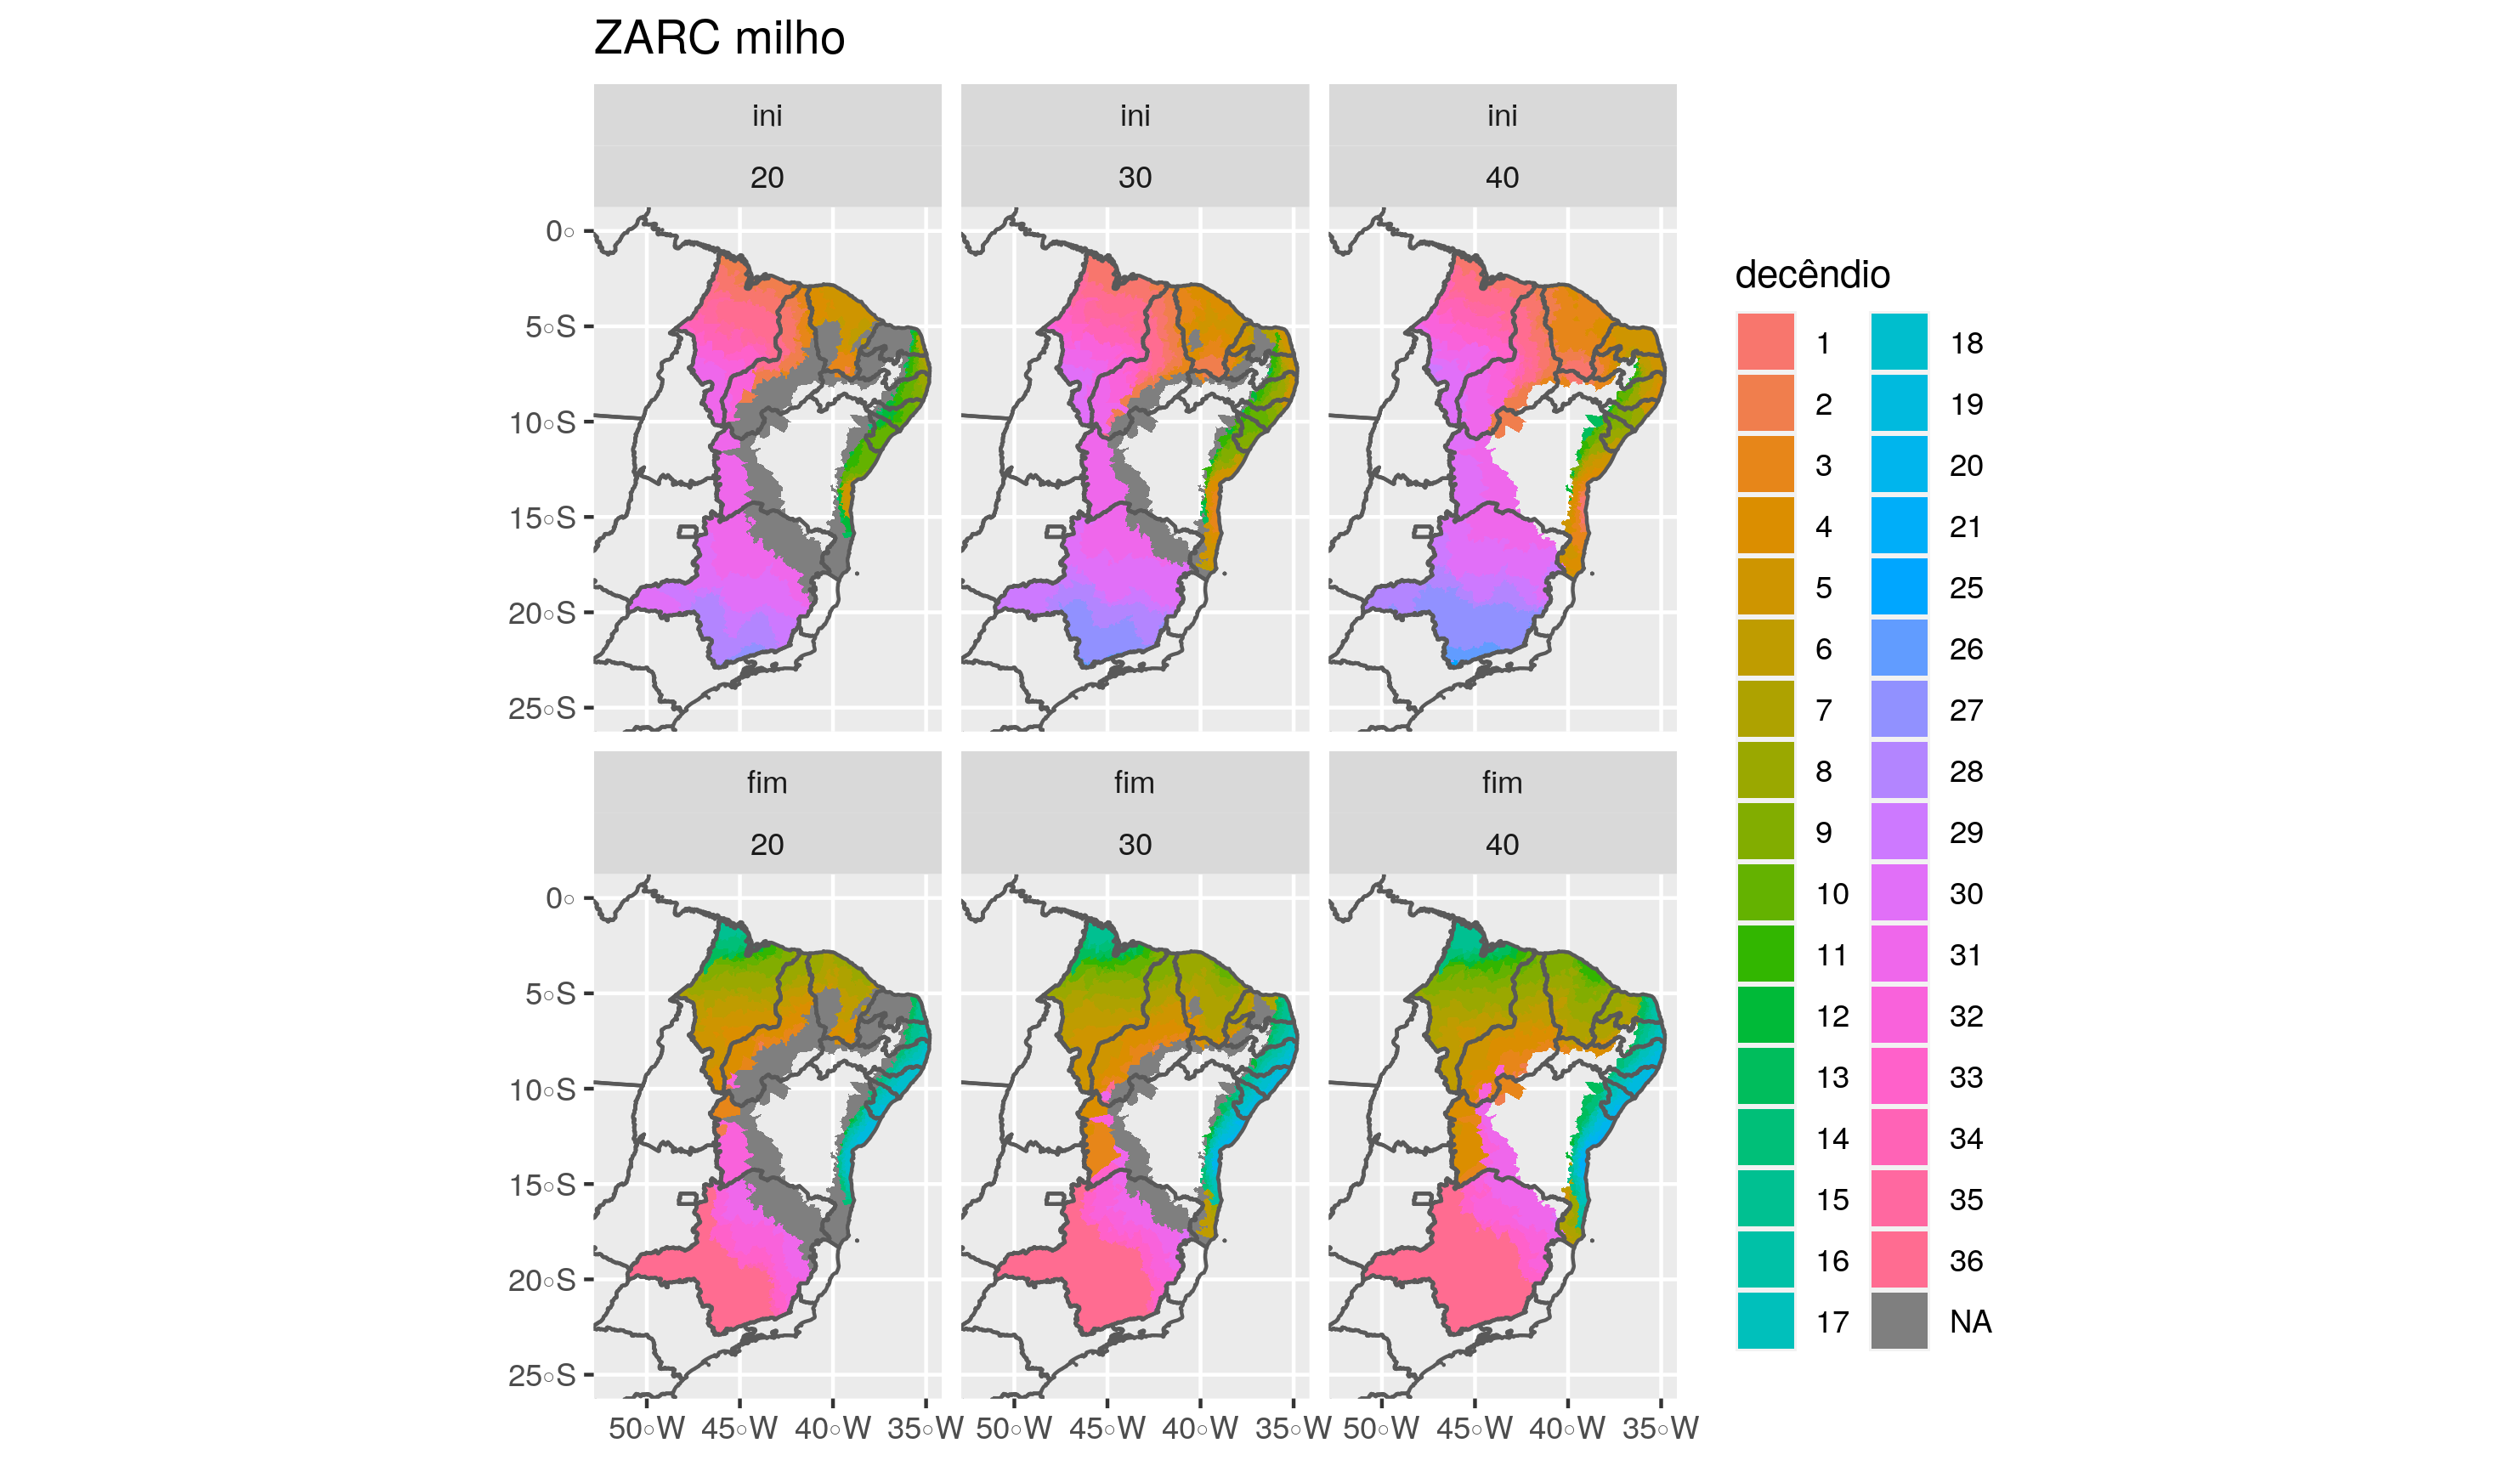 ZARC milho
ini ini ini
20 30 40
0°
5°S
10°S
15°S
20°S
25°S
fim fim fim
20 30 40
0°
5°S
10°S
15°S
20°S
25°S
50°W 45°W 40°W 35°W 50°W 45°W 40°W 35°W 50°W 45°W 40°W 35°W
decêndio
1 18
2 19
3 20
4 21
5 25
6 26
7 27
8 28
9 29
10 30
11 31
12 32
13 33
14 34
15 35
16 36
17 NA